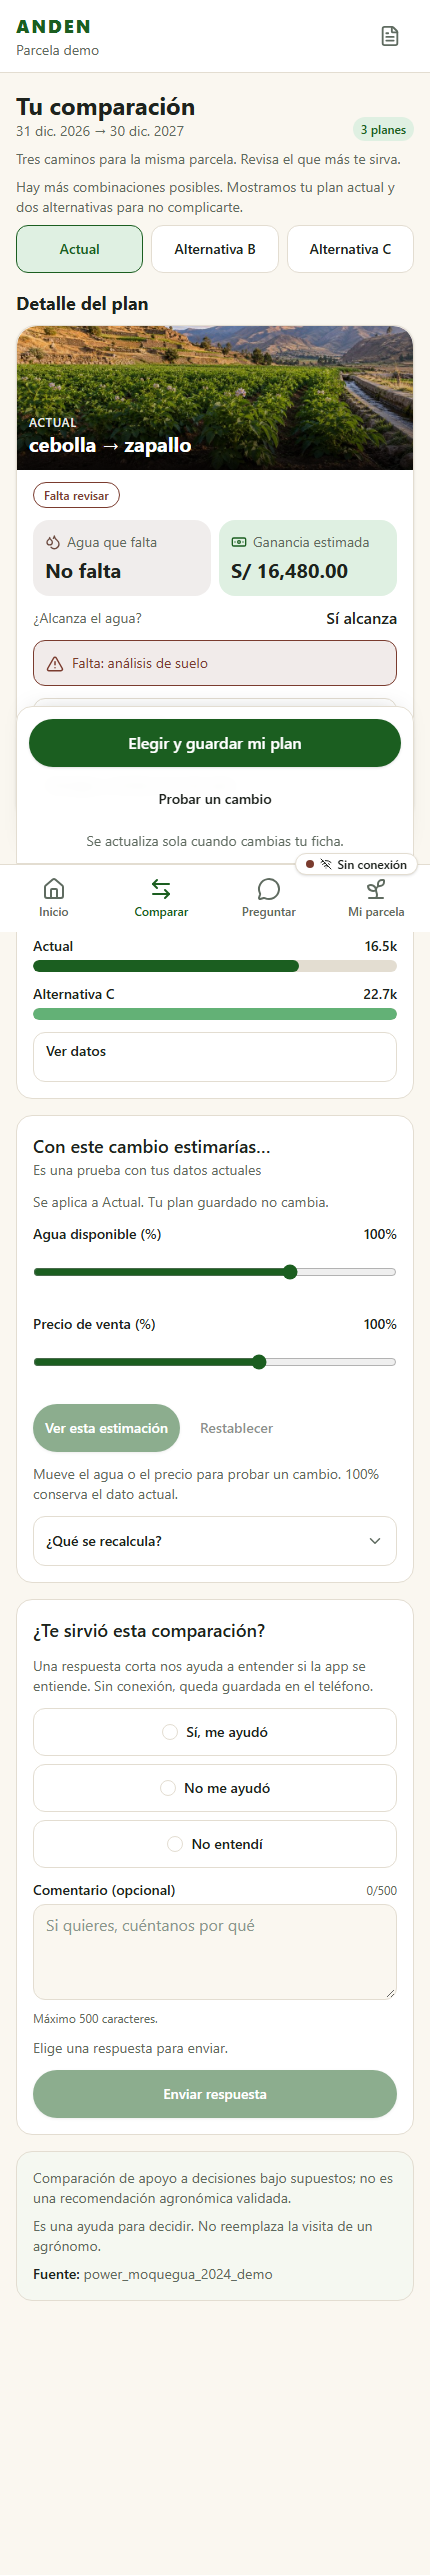 ANDEN
Parcela demo
Tu comparación
31 dic. 2026 → 30 dic. 2027
3 planes
Tres caminos para la misma parcela. Revisa el que más te sirva.
Hay más combinaciones posibles. Mostramos tu plan actual y
dos alternativas para no complicarte.
Actual
Alternativa B
Alternativa C
Detalle del plan
ACTUAL
cebolla → zapallo
Falta revisar
Agua que falta
No falta
Ganancia estimada
S/ 16,480.00
¿Alcanza el agua?
Sí alcanza
Falta: análisis de suelo
Elegir y guardar mi plan
Probar un cambio
Se actualiza sola cuando cambias tu ficha.
Sin conexión
Inicio
Comparar
Preguntar
Mi parcela
Actual
16.5k
Alternativa C
22.7k
Ver datos
Con este cambio estimarías...
Es una prueba con tus datos actuales
Se aplica a Actual. Tu plan guardado no cambia.
Agua disponible (%)
100%
Precio de venta (%)
100%
Ver esta estimación
Restablecer
Mueve el agua o el precio para probar un cambio. 100%
conserva el dato actual.
¿Qué se recalcula?
¿Te sirvió esta comparación?
Una respuesta corta nos ayuda a entender si la app se
entiende. Sin conexión, queda guardada en el teléfono.
Sí, me ayudó
No me ayudó
No entendí
Comentario (opcional)
0/500
Si quieres, cuéntanos por qué
Máximo 500 caracteres.
Elige una respuesta para enviar.
Enviar respuesta
Comparación de apoyo a decisiones bajo supuestos; no es
una recomendación agronómica validada.
Es una ayuda para decidir. No reemplaza la visita de un
agrónomo.
Fuente: power_moquegua_2024_demo